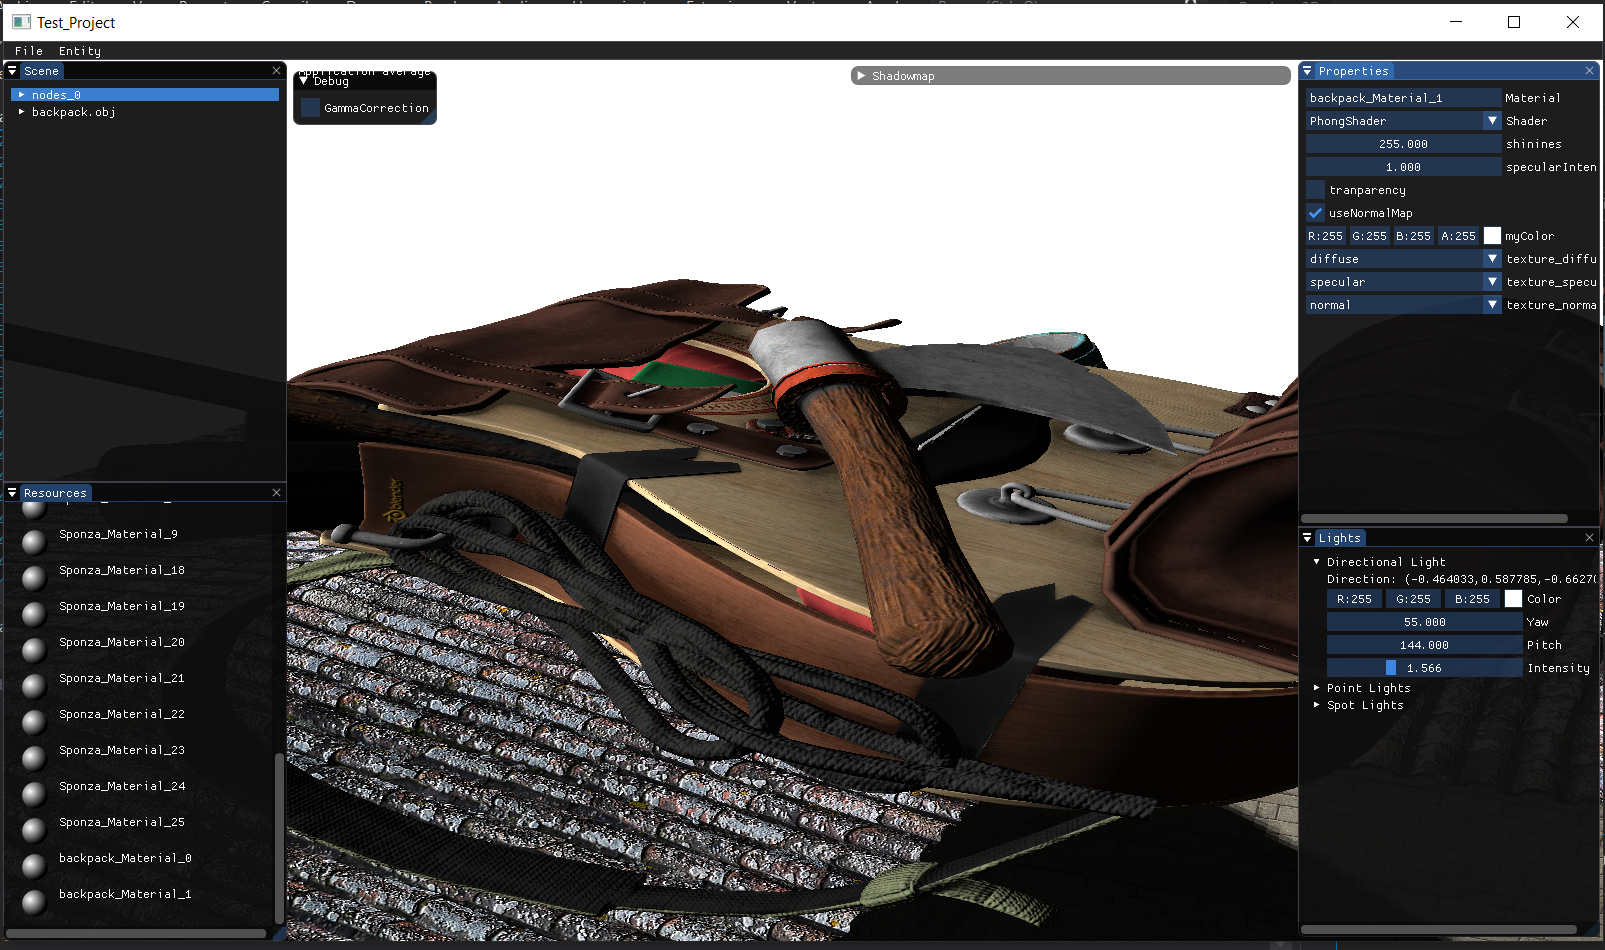 Test_Project
File Entity
Scene
nodes_0
backpack.obj
Application average
Debug
GammaCorrection
Shadowmap
Properties
backpack_Material_1 Material
PhongShader Shader
255.000 shinines
1.000 specularInten
tranparency
useNormalMap
R:255 G:255 B:255 A:255 myColor
diffuse texture_diffu
specular texture_specu
normal texture_norma
blender
Resources
Sponza_Material_9
Sponza_Material_18
Sponza_Material_19
Sponza_Material_20
Sponza_Material_21
Sponza_Material_22
Sponza_Material_23
Sponza_Material_24
Sponza_Material_25
backpack_Material_0
backpack_Material_1
Lights
Directional Light
Direction: (-0.464033,0.587785,-0.6627
R:255 G:255 B:255 Color
55.000 Yaw
144.000 Pitch
1.566 Intensity
Point Lights
Spot Lights